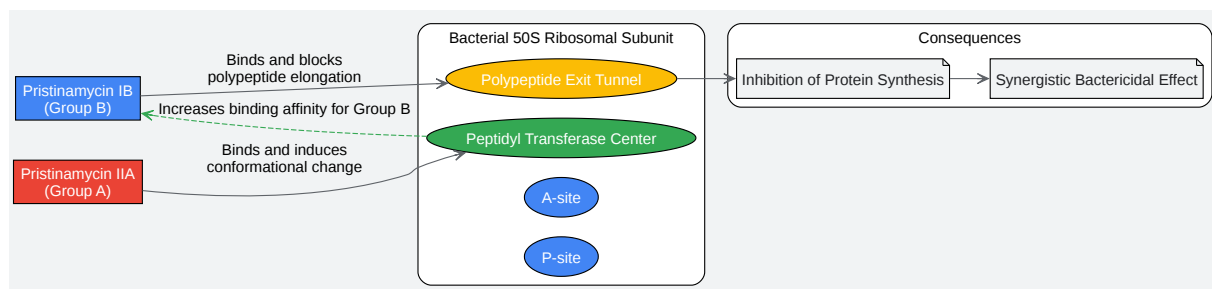 Bacterial 50S Ribosomal Subunit
Consequences
Pristinamycin IB
(Group B)
Binds and blocks
polypeptide elongation
Polypeptide Exit Tunnel
Inhibition of Protein Synthesis
Synergistic Bactericidal Effect
Increases binding affinity for Group B
Peptidyl Transferase Center
Pristinamycin IIA
(Group A)
Binds and induces
conformational change
A-site
P-site